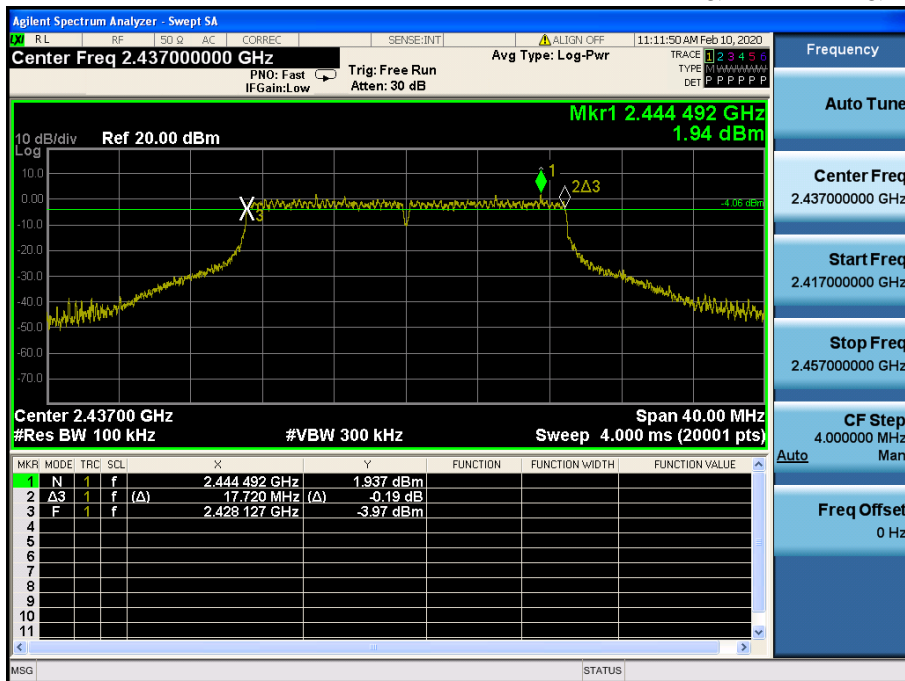 Agilent Spectrum Analyzer - Swept SA
LXI RL RF 50 Ω AC CORREC SENSE:INT ALIGN OFF 11:11:50 AM Feb 10, 2020
Center Freq 2.437000000 GHz
PNO: Fast
IFGain:Low
Trig: Free Run
Atten: 30 dB
Avg Type: Log-Pwr
TRACE 1 2 3 4 5 6
TYPE M WWWWW
DET P P P P P P
Mkr1 2.444 492 GHz
1.94 dBm
10 dB/div Ref 20.00 dBm
Log
10.0
0.00
-10.0
-20.0
-30.0
-40.0
-50.0
-60.0
-70.0
1
2Δ3
3
-4.06 dBm
Center 2.43700 GHz Span 40.00 MHz
#Res BW 100 kHz #VBW 300 kHz Sweep 4.000 ms (20001 pts)
MKR MODE TRC SCL X Y FUNCTION FUNCTION WIDTH FUNCTION VALUE
1 N 1 f 2.444 492 GHz 1.937 dBm
2 Δ3 1 f (Δ) 17.720 MHz (Δ) -0.19 dB
3 F 1 f 2.428 127 GHz -3.97 dBm
4
5
6
7
8
9
10
11
MSG STATUS
Frequency
Auto Tune
Center Freq
2.437000000 GHz
Start Freq
2.417000000 GHz
Stop Freq
2.457000000 GHz
CF Step
4.000000 MHz
Auto Man
Freq Offset
0 Hz